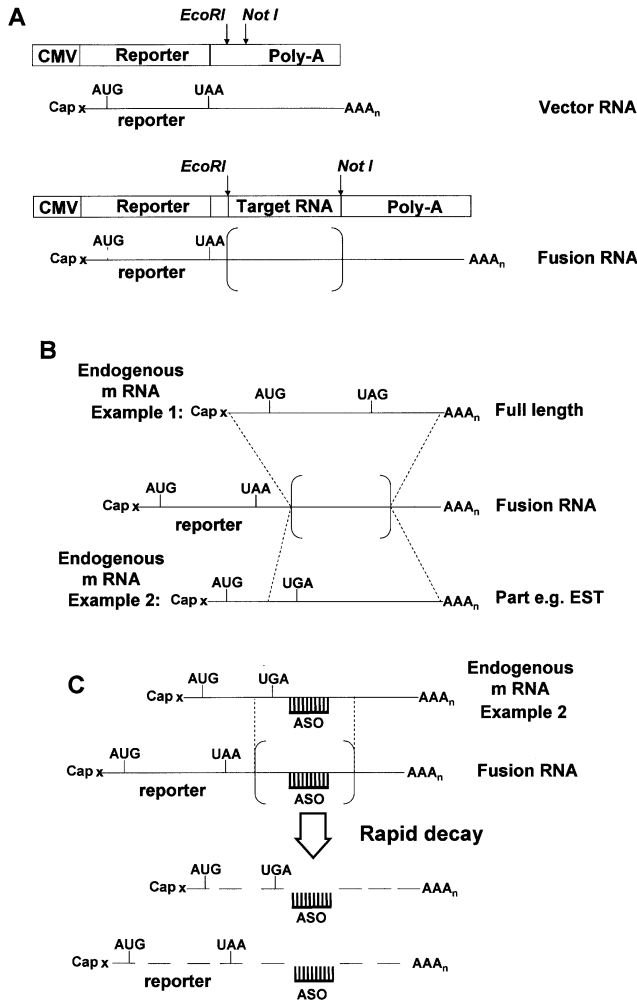 A
EcoRI Not I
CMV Reporter Poly-A
AUG UAA
Cap x AAAn
reporter
Vector RNA
EcoRI Not I
CMV Reporter Target RNA Poly-A
AUG UAA
Cap x AAAn
reporter
Fusion RNA
B
Endogenous
m RNA
Example 1:
AUG UAG
Cap x AAAn
Full length
AUG UAA
Cap x AAAn
reporter
Fusion RNA
Endogenous
m RNA
Example 2:
AUG UGA
Cap x AAAn
Part e.g. EST
C
AUG UGA
Cap x AAAn
ASO
Endogenous
m RNA
Example 2
AUG UAA
Cap x AAAn
reporter
ASO
Fusion RNA
Rapid decay
AUG UGA
Cap x AAAn
ASO
AUG UAA
Cap x AAAn
reporter
ASO